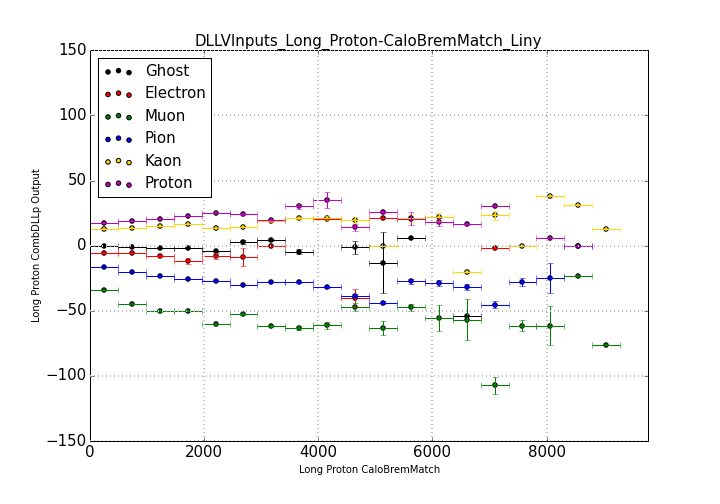 DLLVInputs_Long_Proton-CaloBremMatch_Liny
150
100
50
0
−50
−100
−150
Ghost
Electron
Muon
Pion
Kaon
Proton
Long Proton CombDLLp Output
0 2000 4000 6000 8000
Long Proton CaloBremMatch